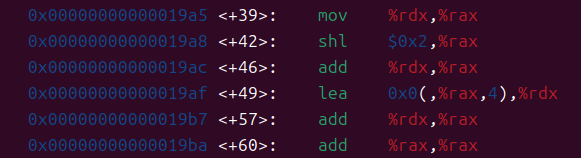 0x00000000000019a5 <+39>: mov %rdx,%rax
0x00000000000019a8 <+42>: shl $0x2,%rax
0x00000000000019ac <+46>: add %rdx,%rax
0x00000000000019af <+49>: lea 0x0(,%rax,4),%rdx
0x00000000000019b7 <+57>: add %rdx,%rax
0x00000000000019ba <+60>: add %rax,%rax